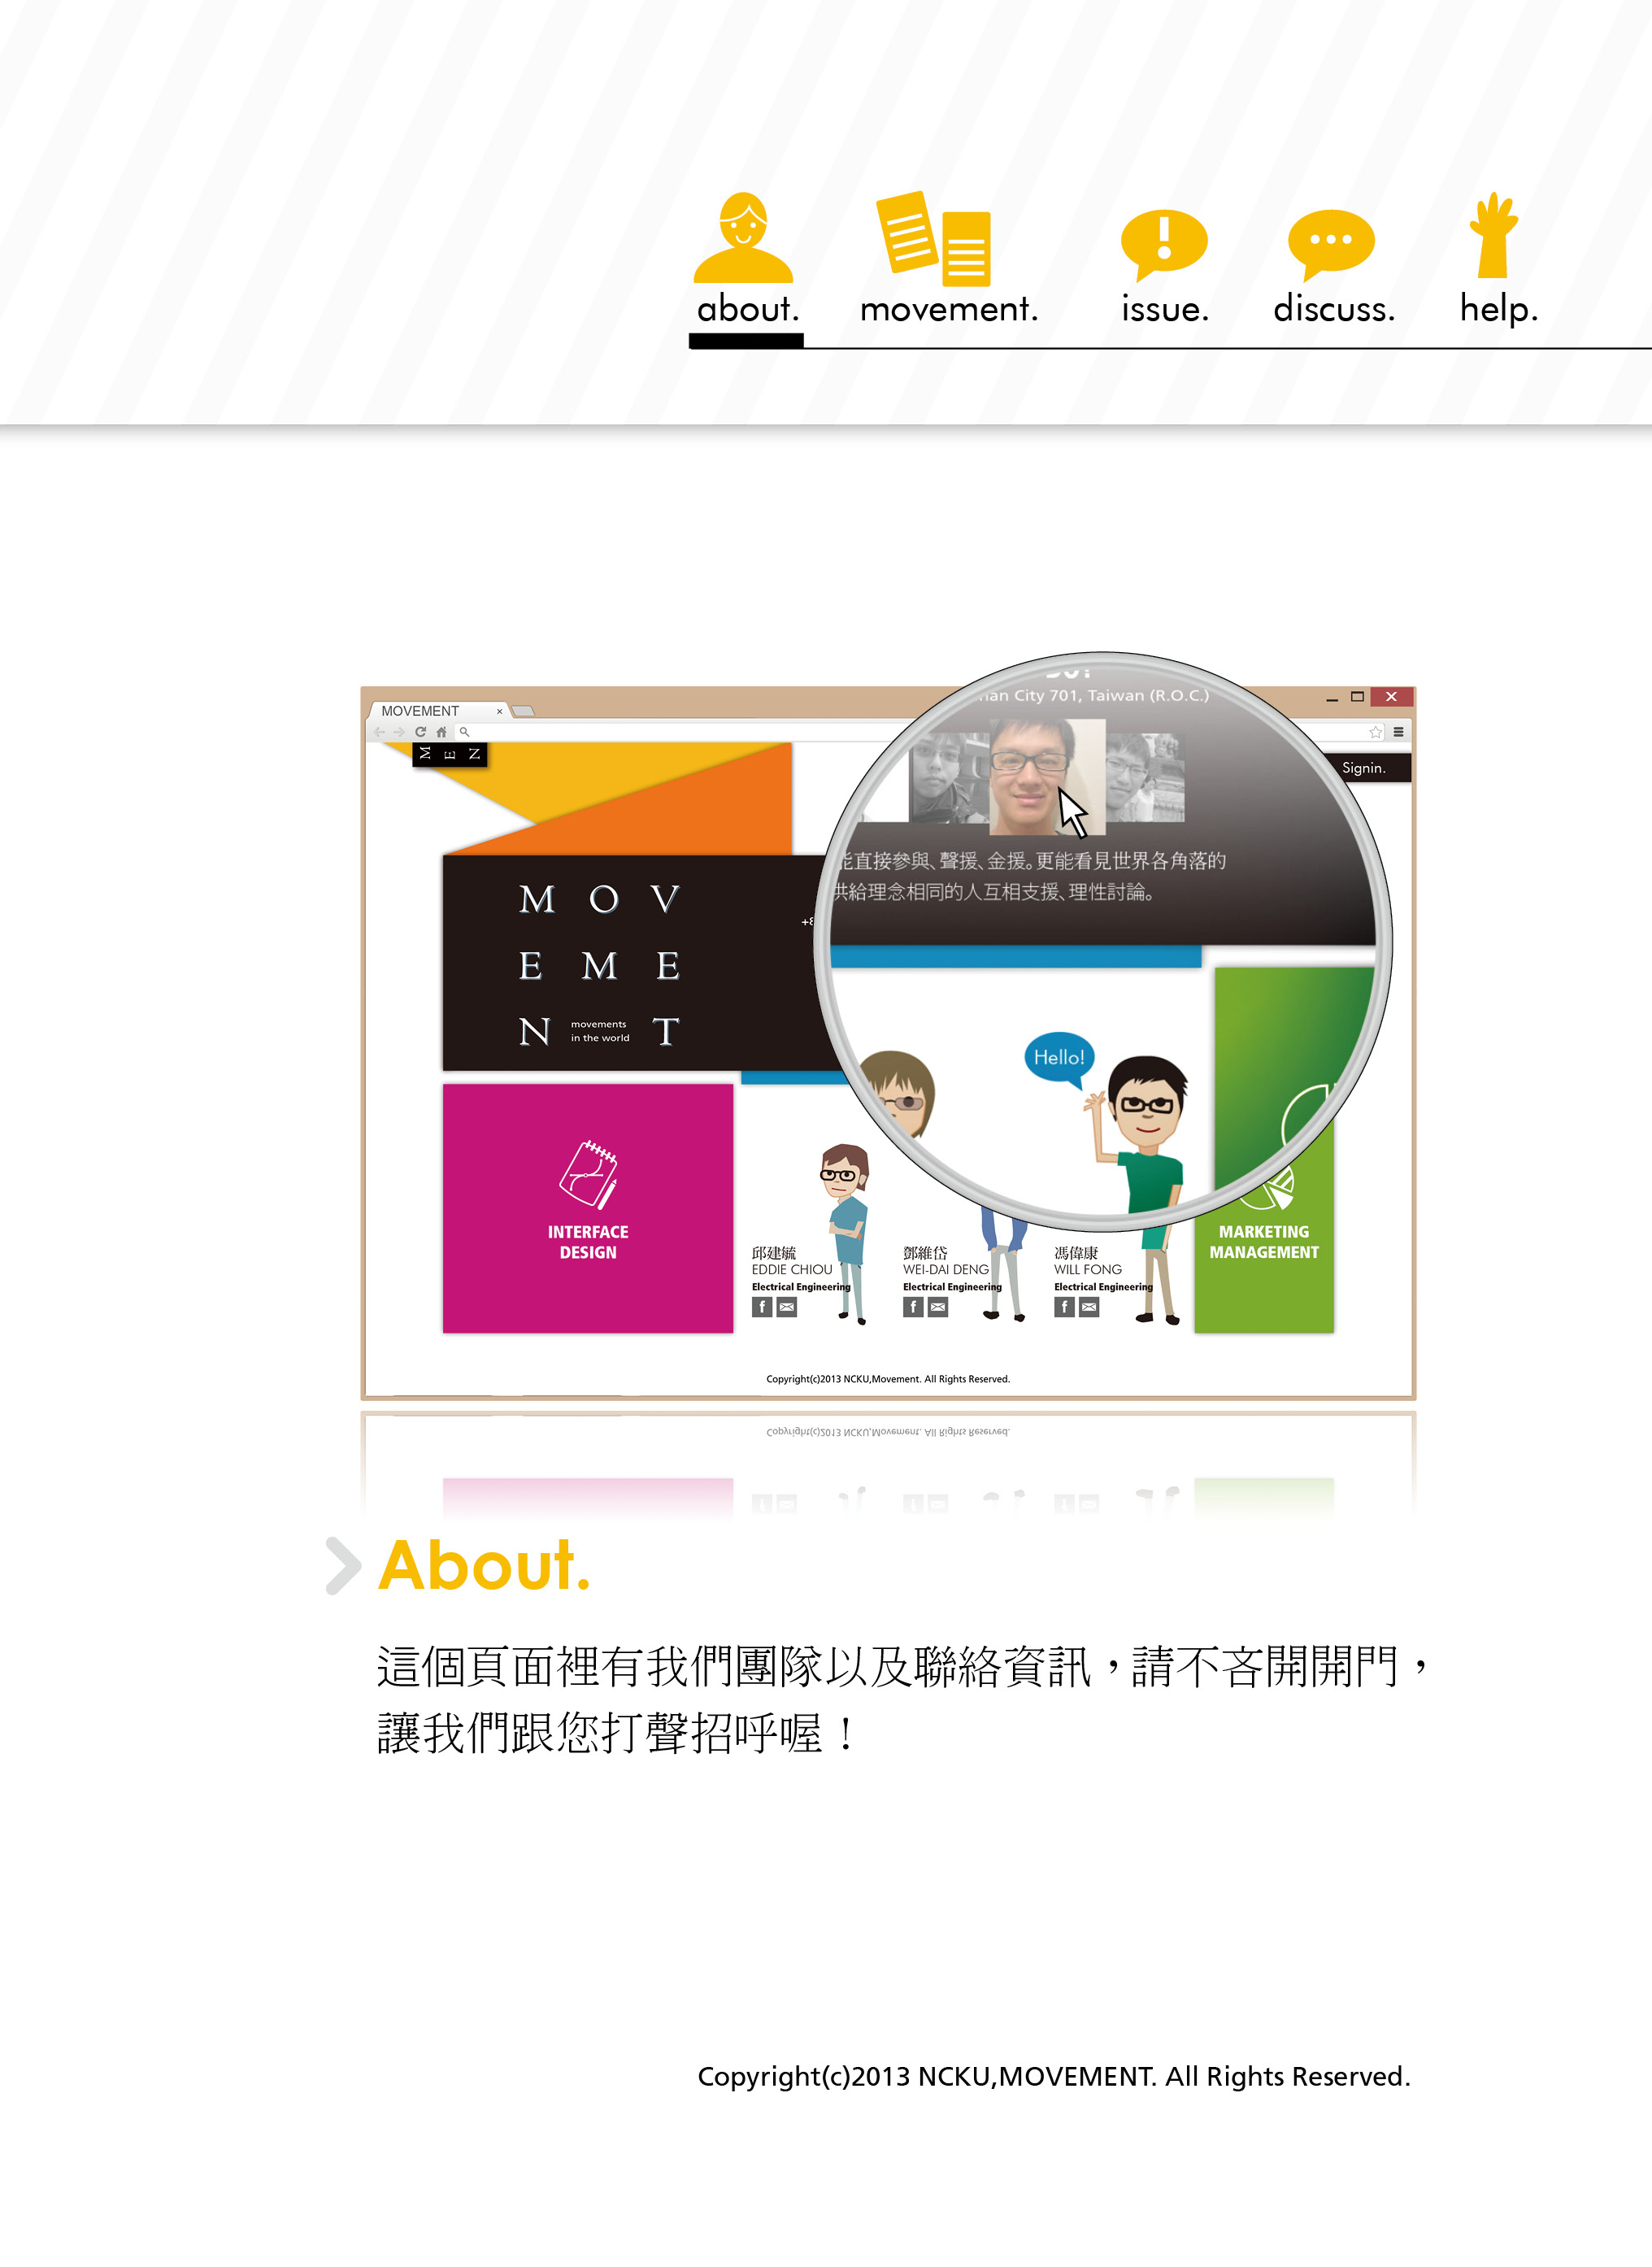 about. movement. issue. discuss. help.
MOVEMENT
nan City 701, Taiwan (R.O.C.)
M E N
Signin.
能直接參與、聲援、金援。更能看見世界各角落的
供給理念相同的人互相支援、理性討論。
M O V
E M E
N movements T
in the world
Hello!
INTERFACE
DESIGN
MARKETING
MANAGEMENT
邱建毓 鄧維岱 馮偉康
EDDIE CHIOU WEI-DAI DENG WILL FONG
Electrical Engineering Electrical Engineering Electrical Engineering
Copyright(c)2013 NCKU,Movement. All Rights Reserved.
About.
這個頁面裡有我們團隊以及聯絡資訊，請不吝開開門，
讓我們跟您打聲招呼喔！
Copyright(c)2013 NCKU,MOVEMENT. All Rights Reserved.